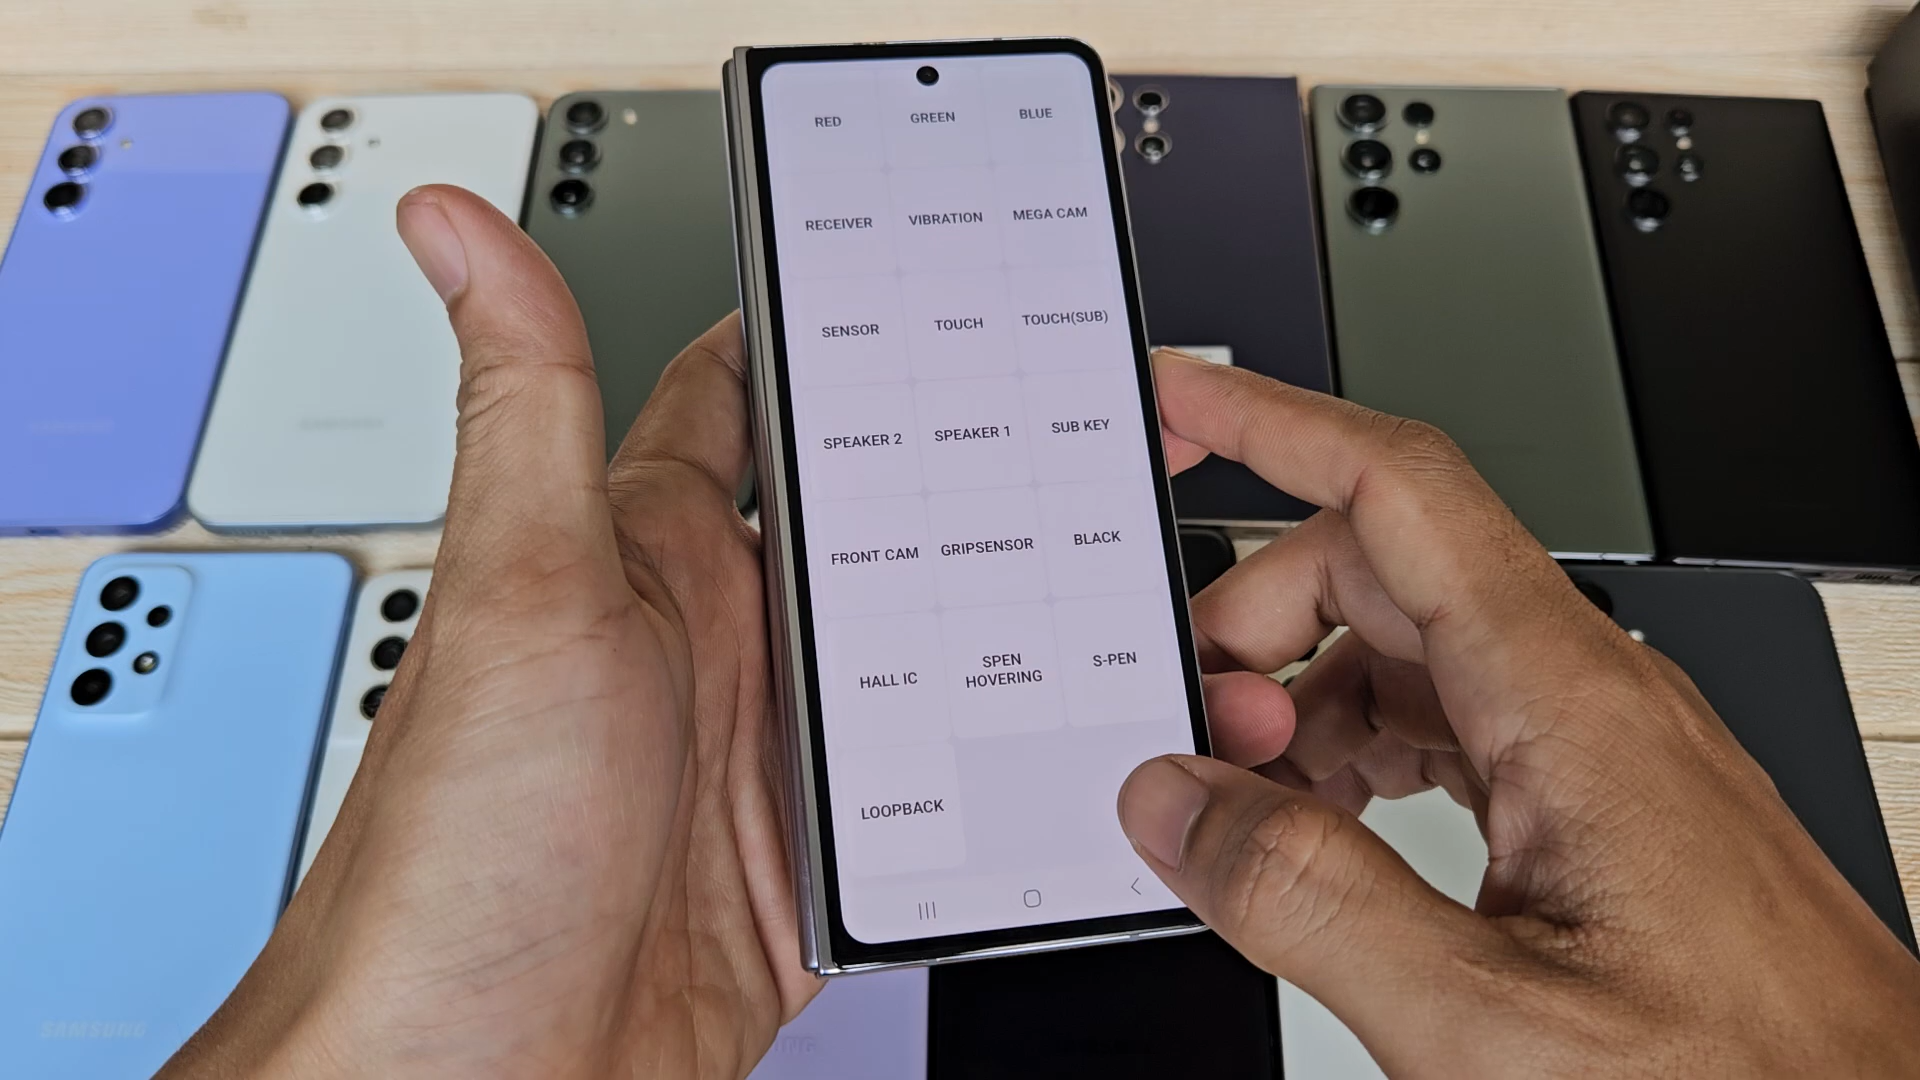 RED
GREEN
BLUE
RECEIVER
VIBRATION
MEGA CAM
SENSOR
TOUCH
TOUCH(SUB)
SPEAKER 2
SPEAKER 1
SUB KEY
FRONT CAM
GRIPSENSOR
BLACK
HALL IC
SPEN
HOVERING
S-PEN
LOOPBACK
SAMSUNG